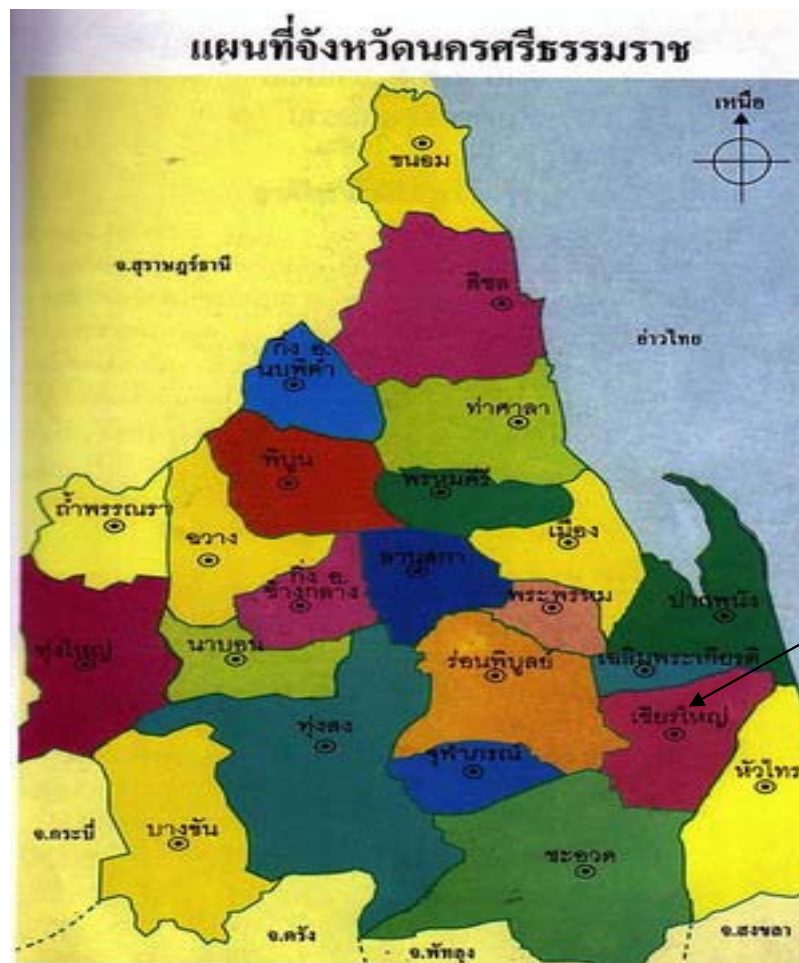 แผนที่จังหวัดนครศรีธรรมราช
เหนือ
ขนอม
จ.สุราษฎร์ธานี
สิชล
อ่าวไทย
กิ่ง อ.
นบพิตำ
ท่าศาลา
พิปูน
พรหมคีรี
ถ้ำพรรณรา
ฉวาง
เมือง
ลานสกา
กิ่ง อ.
ช้างกลาง
พระพรหม
ปากพนัง
ทุ่งใหญ่
นาบอน
ร่อนพิบูลย์
เฉลิมพระเกียรติ
ทุ่งสง
เชียรใหญ่
จุฬาภรณ์
หัวไทร
จ.กระบี่
บางขัน
ชะอวด
จ.ตรัง
จ.พัทลุง
จ.สงขลา